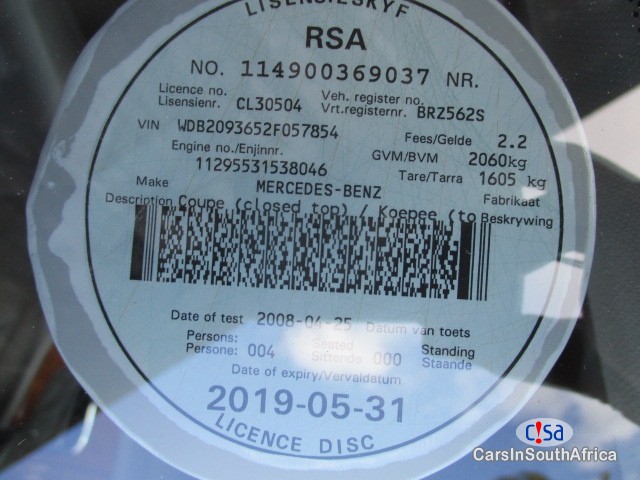 LISENSIESKYF
RSA
NO. 114900369037 NR.
Licence no. CL30504 Veh. register no. BRZ562S
Lisensienr. Vrt.registernr.
VIN WDB2093652F057854 Fees/Gelde 2.2
Engine no./Enjinnr. GVM/BVM 2060kg
11295531538046 Tare/Tarra 1605 kg
Make MERCEDES-BENZ Fabrikaat
Description Coupe (closed top) / Koepee (to Beskrywing
Date of test 2008-04-25 Datum van toets
Persons: 004 Seated 000 Standing
Persone: Sittende Staande
Date of expiry/Vervaldatum
2019-05-31
LICENCE DISC
c!sa
CarsInSouthAfrica